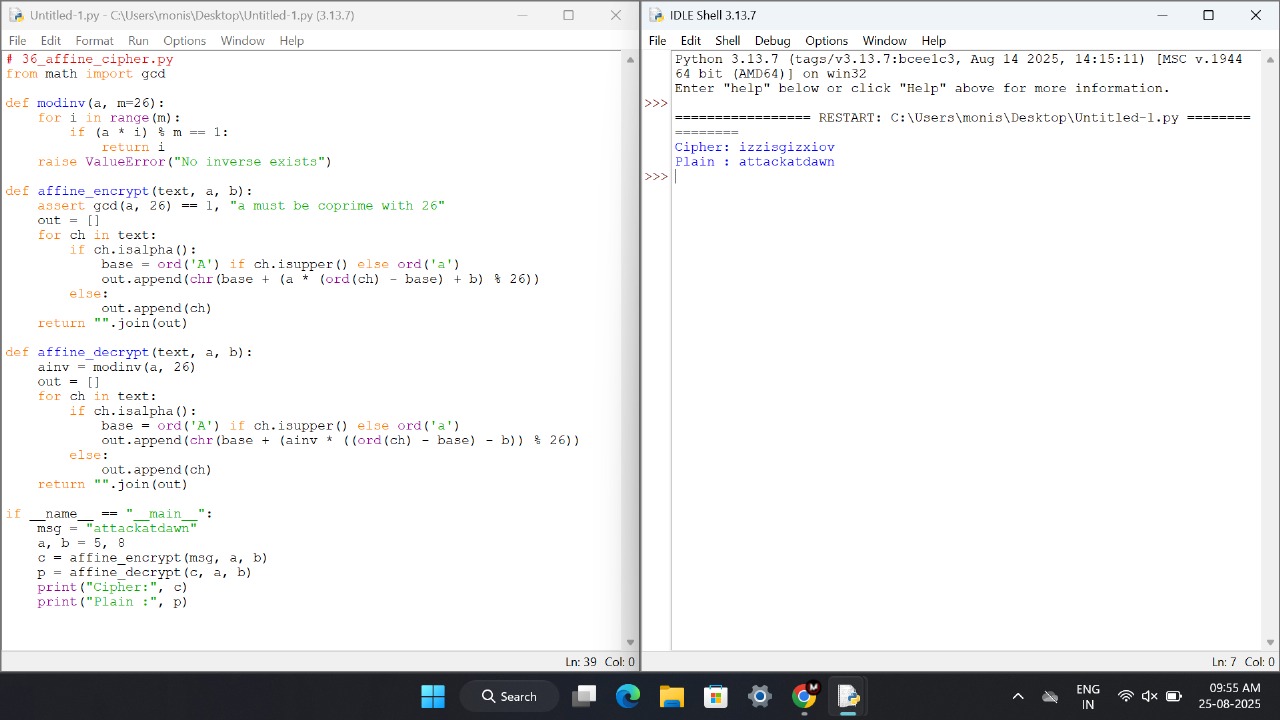 Untitled-1.py - C:\Users\monis\Desktop\Untitled-1.py (3.13.7)
File Edit Format Run Options Window Help
# 36_affine_cipher.py
from math import gcd
def modinv(a, m=26):
    for i in range(m):
        if (a * i) % m == 1:
            return i
    raise ValueError("No inverse exists")
def affine_encrypt(text, a, b):
    assert gcd(a, 26) == 1, "a must be coprime with 26"
    out = []
    for ch in text:
        if ch.isalpha():
            base = ord('A') if ch.isupper() else ord('a')
            out.append(chr(base + (a * (ord(ch) - base) + b) % 26))
        else:
            out.append(ch)
    return "".join(out)
def affine_decrypt(text, a, b):
    ainv = modinv(a, 26)
    out = []
    for ch in text:
        if ch.isalpha():
            base = ord('A') if ch.isupper() else ord('a')
            out.append(chr(base + (ainv * ((ord(ch) - base) - b)) % 26))
        else:
            out.append(ch)
    return "".join(out)
if __name__ == "__main__":
    msg = "attackatdawn"
    a, b = 5, 8
    c = affine_encrypt(msg, a, b)
    p = affine_decrypt(c, a, b)
    print("Cipher:", c)
    print("Plain :", p)
Ln: 39 Col: 0
IDLE Shell 3.13.7
File Edit Shell Debug Options Window Help
Python 3.13.7 (tags/v3.13.7:bcee1c3, Aug 14 2025, 14:15:11) [MSC v.1944
64 bit (AMD64)] on win32
Enter "help" below or click "Help" above for more information.
>>>
================= RESTART: C:\Users\monis\Desktop\Untitled-1.py ========
========
Cipher: izzisgizxiov
Plain : attackatdawn
>>>
Ln: 7 Col: 0
Search
M
ENG
IN
09:55 AM
25-08-2025